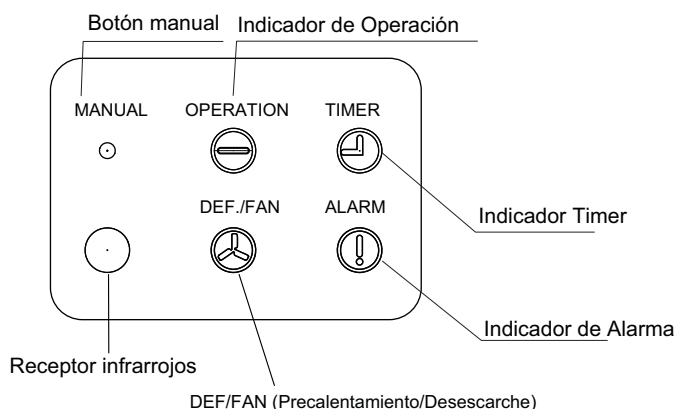 Botón manual
Indicador de Operación
MANUAL
OPERATION
TIMER
DEF./FAN
ALARM
Indicador Timer
Indicador de Alarma
Receptor infrarrojos
DEF/FAN (Precalentamiento/Desescarche)